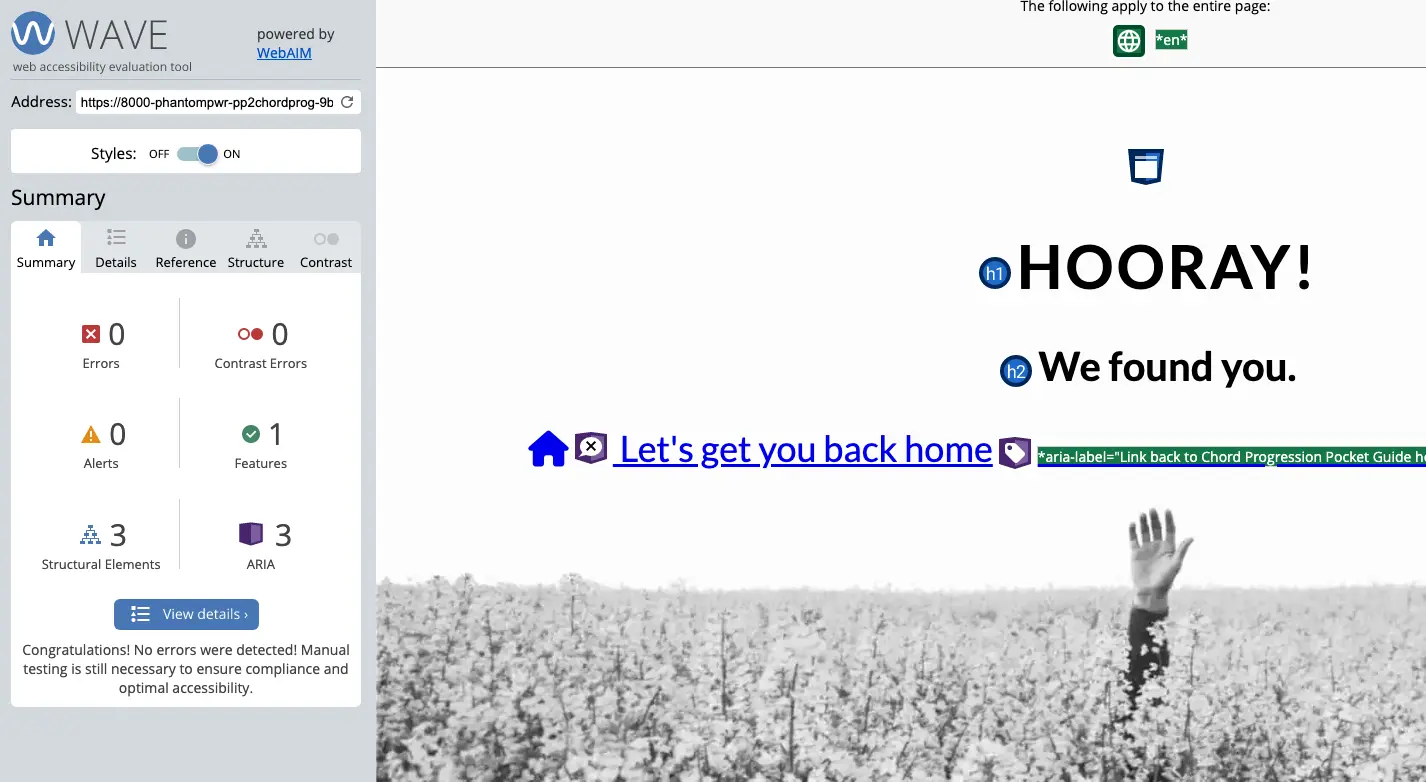 WAVE
powered by
WebAIM
web accessibility evaluation tool
Address: https://8000-phantompwr-pp2chordprog-9b
Styles: OFF ON
Summary
Summary Details Reference Structure Contrast
0
Errors
0
Contrast Errors
0
Alerts
1
Features
3
Structural Elements
3
ARIA
View details ›
Congratulations! No errors were detected! Manual
testing is still necessary to ensure compliance and
optimal accessibility.
The following apply to the entire page:
*en*
h1 HOORAY!
h2 We found you.
Let's get you back home *aria-label="Link back to Chord Progression Pocket Guide h